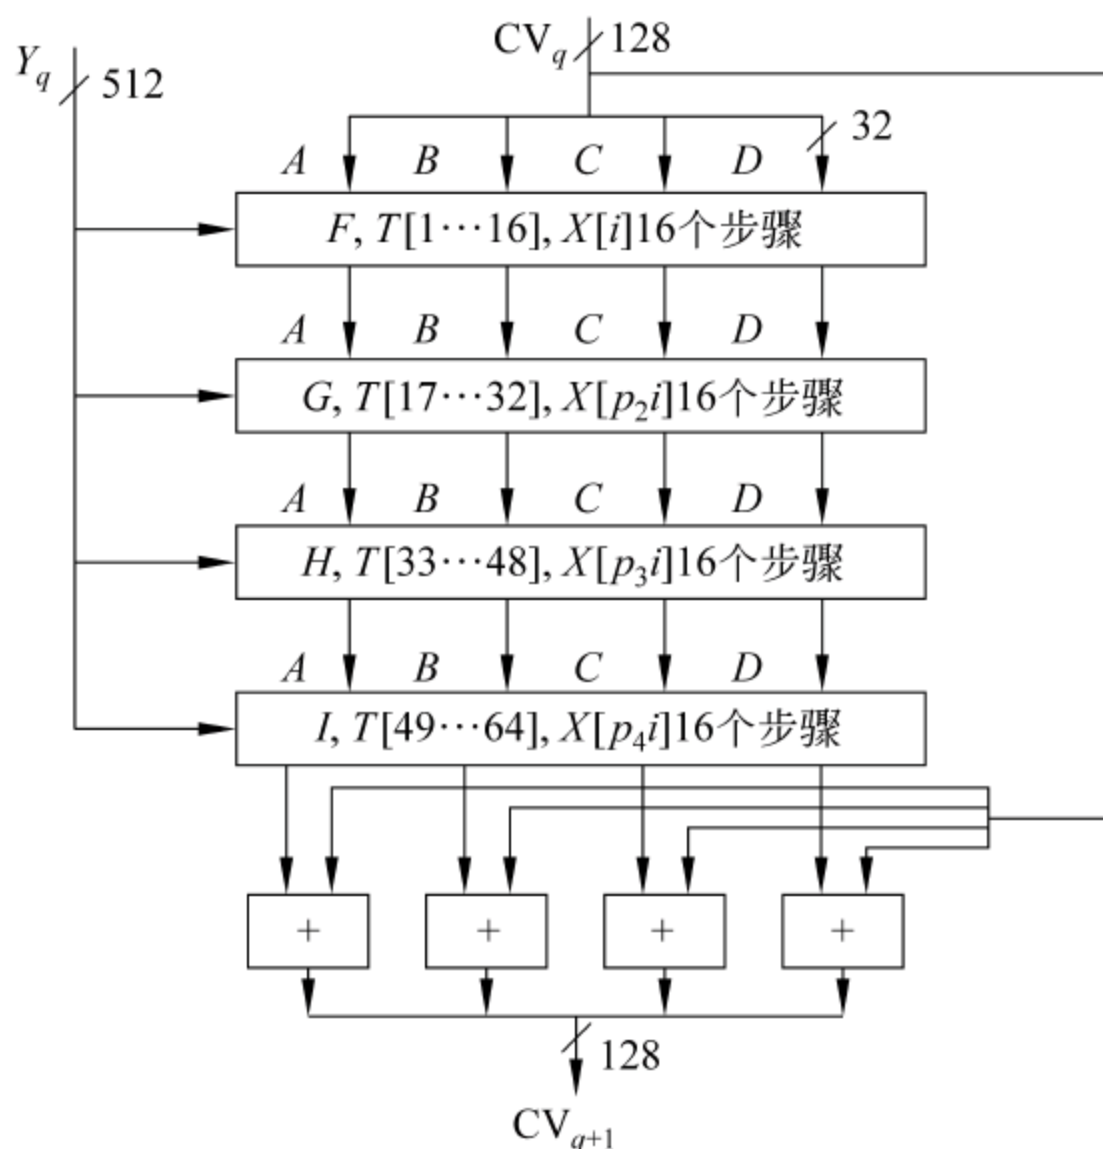 CVq 128
Yq 512
32
A B C D
F, T[1⋯16], X[i]16个步骤
A B C D
G, T[17⋯32], X[p₂i]16个步骤
A B C D
H, T[33⋯48], X[p₃i]16个步骤
A B C D
I, T[49⋯64], X[p₄i]16个步骤
+ + + +
128
CVq+1